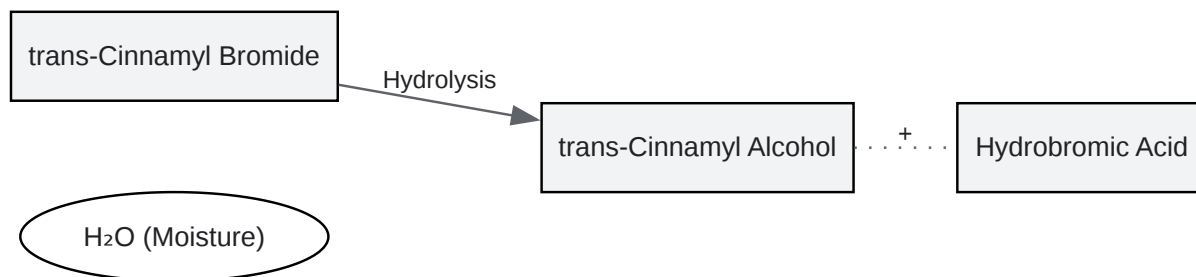 trans-Cinnamyl Bromide
Hydrolysis
trans-Cinnamyl Alcohol
+
Hydrobromic Acid
H₂O (Moisture)